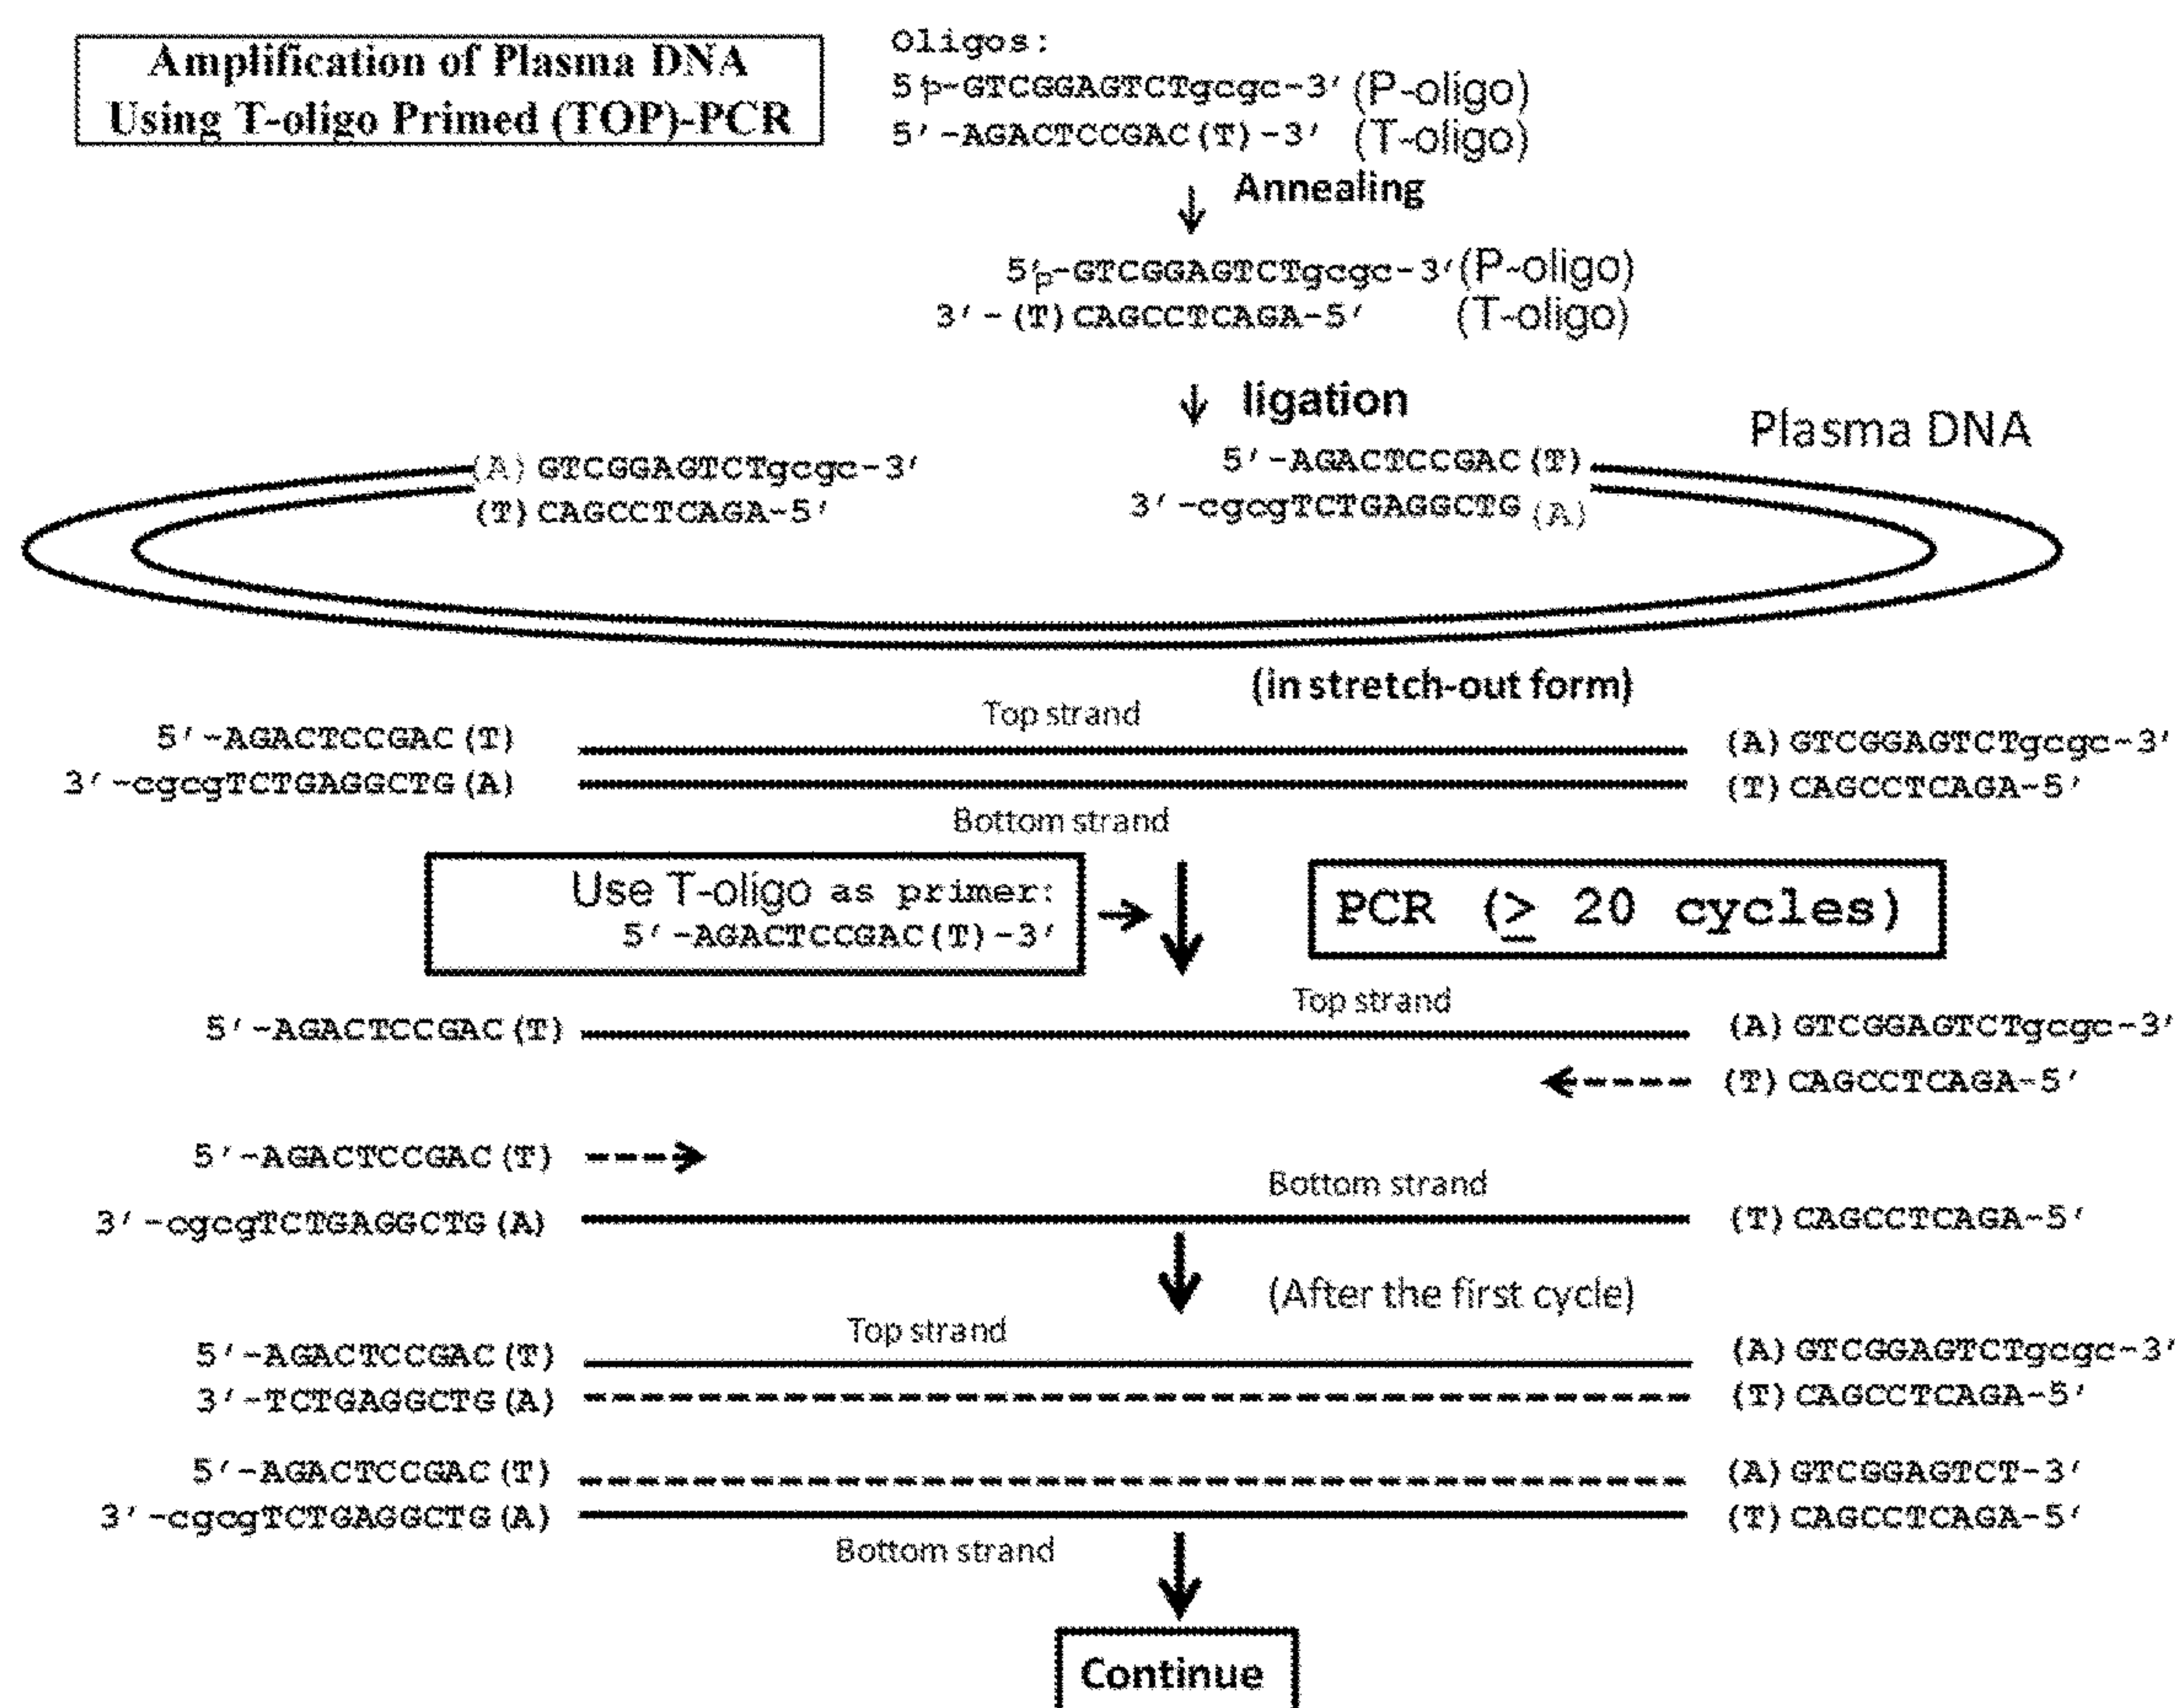 Amplification of Plasma DNA
Using T-oligo Primed (TOP)-PCR
Oligos:
5'p-GTCGGAGTCTgcgc-3' (P-oligo)
5'-AGACTCCGAC(T)-3' (T-oligo)
Annealing
5'p-GTCGGAGTCTgcgc-3' (P-oligo)
3'-(T)CAGCCTCAGA-5' (T-oligo)
ligation
Plasma DNA
(A)GTCGGAGTCTgcgc-3' 5'-AGACTCCGAC(T)
(T)CAGCCTCAGA-5' 3'-cgcgTCTGAGGCTG(A)
(in stretch-out form)
Top strand
5'-AGACTCCGAC(T) (A)GTCGGAGTCTgcgc-3'
3'-cgcgTCTGAGGCTG(A) (T)CAGCCTCAGA-5'
Bottom strand
Use T-oligo as primer:
5'-AGACTCCGAC(T)-3'
PCR (≥ 20 cycles)
Top strand
5'-AGACTCCGAC(T) (A)GTCGGAGTCTgcgc-3'
(T)CAGCCTCAGA-5'
5'-AGACTCCGAC(T)
Bottom strand
3'-cgcgTCTGAGGCTG(A) (T)CAGCCTCAGA-5'
(After the first cycle)
Top strand
5'-AGACTCCGAC(T) (A)GTCGGAGTCTgcgc-3'
3'-TCTGAGGCTG(A) (T)CAGCCTCAGA-5'
5'-AGACTCCGAC(T) (A)GTCGGAGTCT-3'
3'-cgcgTCTGAGGCTG(A) (T)CAGCCTCAGA-5'
Bottom strand
Continue